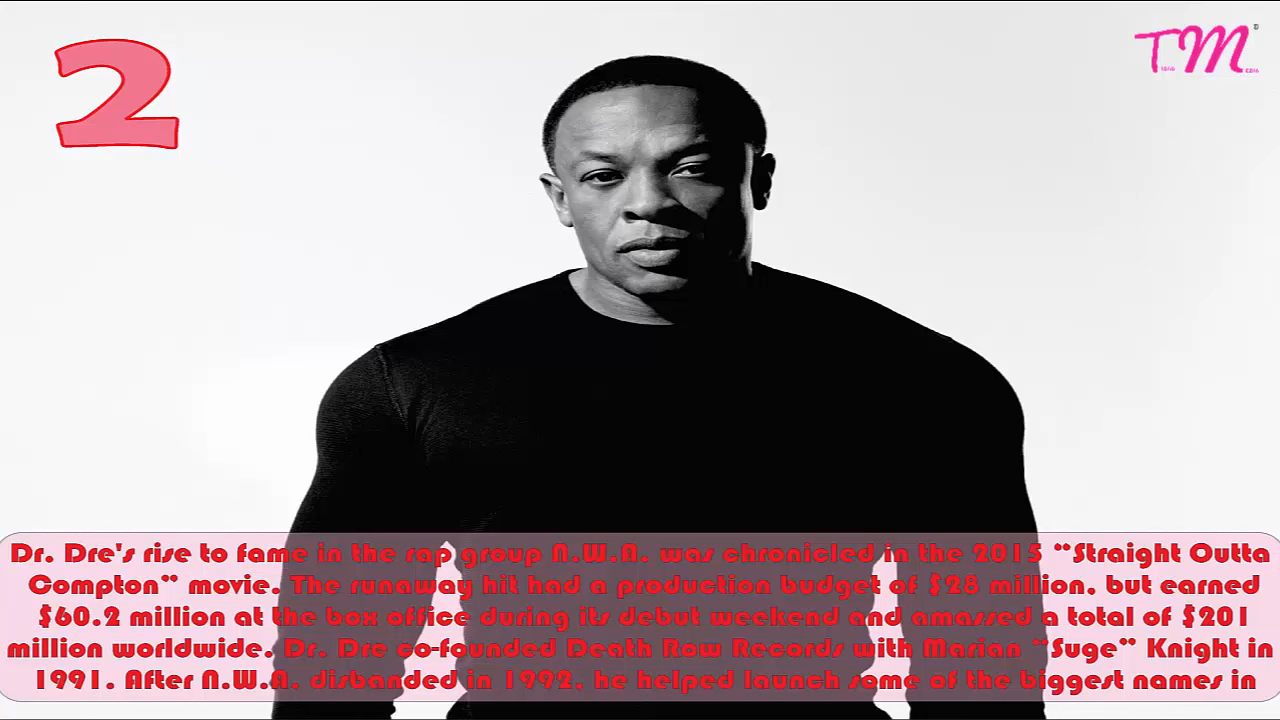 2
TM
Dr. Dre's rise to fame in the rap group N.W.A. was chronicled in the 2015 "Straight Outta
Compton" movie. The runaway hit had a production budget of $28 million, but earned
$60.2 million at the box office during its debut weekend and amassed a total of $201
million worldwide. Dr. Dre co-founded Death Row Records with Marian "Suge" Knight in
1991. After N.W.A. disbanded in 1992, he helped launch some of the biggest names in